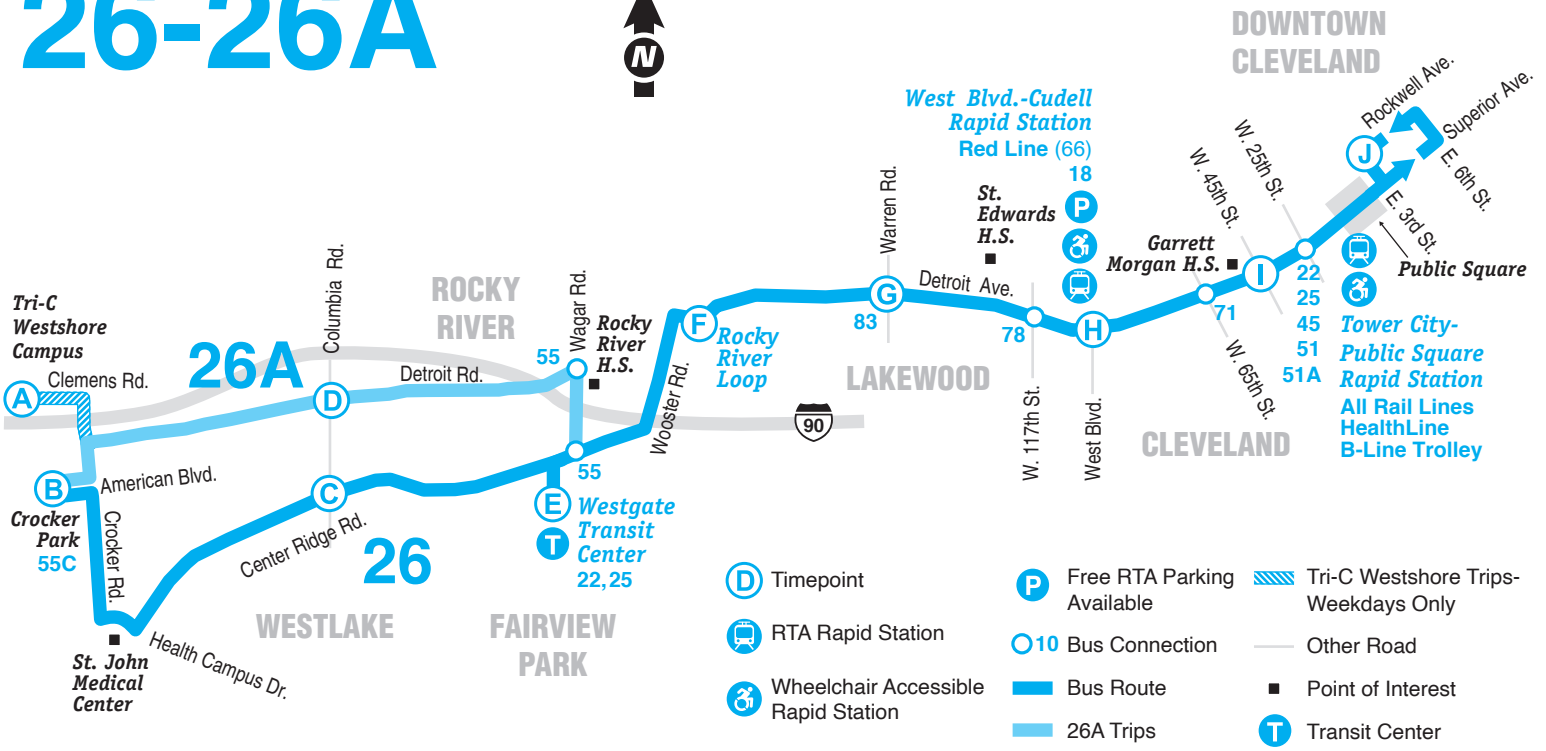 26-26A
N
DOWNTOWN
CLEVELAND
Rockwell Ave.
Superior Ave.
J
E. 6th St.
E. 3rd St.
Public Square
West Blvd.-Cudell
Rapid Station
Red Line (66)
18
P
W. 25th St.
W. 45th St.
Garrett
Morgan H.S.
I
22
25
45
51
51A
Tower City-
Public Square
Rapid Station
All Rail Lines
HealthLine
B-Line Trolley
71
W. 65th St.
CLEVELAND
St.
Edwards
H.S.
Warren Rd.
G
Detroit Ave.
83
78
H
W. 117th St.
West Blvd.
LAKEWOOD
90
F
Rocky
River
Loop
Wooster Rd.
ROCKY
RIVER
Wagar Rd.
Rocky
River
H.S.
55
Columbia Rd.
Detroit Rd.
26A
D
Tri-C
Westshore
Campus
A
Clemens Rd.
B
American Blvd.
Crocker
Park
55C
Crocker Rd.
C
Center Ridge Rd.
26
55
E
Westgate
Transit
Center
22,25
T
WESTLAKE
FAIRVIEW
PARK
St. John
Medical
Center
Health Campus Dr.
D Timepoint
RTA Rapid Station
Wheelchair Accessible
Rapid Station
P Free RTA Parking
Available
10 Bus Connection
Bus Route
26A Trips
Tri-C Westshore Trips-
Weekdays Only
Other Road
Point of Interest
T Transit Center